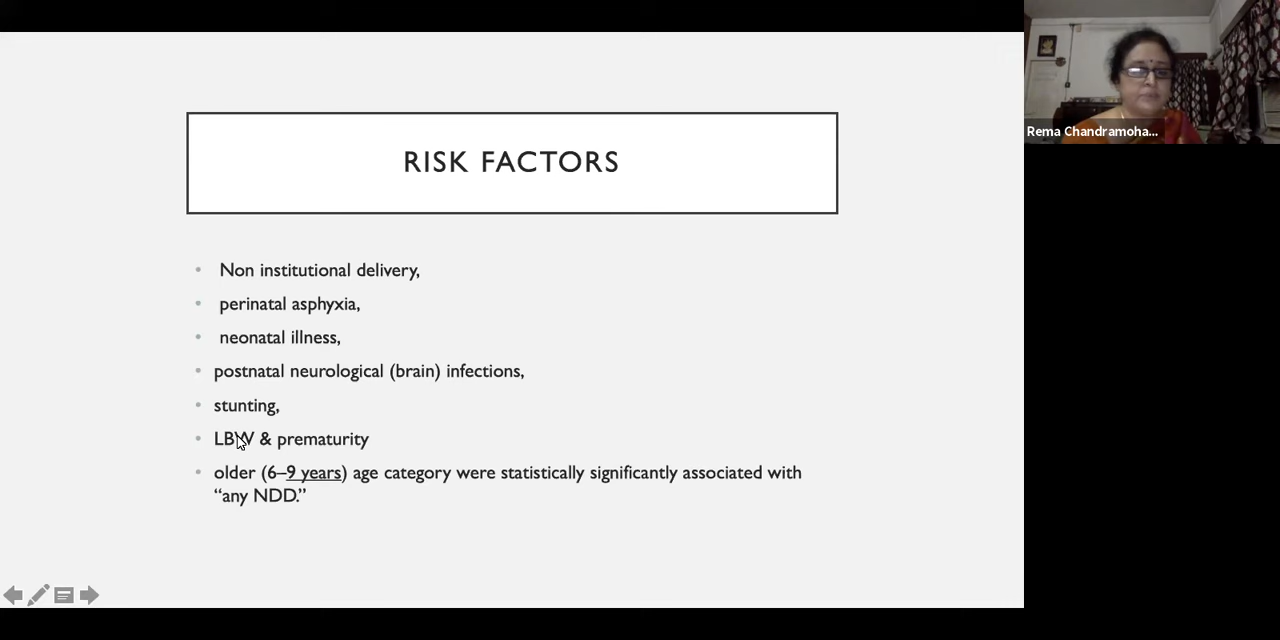 RISK FACTORS
Non institutional delivery,
perinatal asphyxia,
neonatal illness,
postnatal neurological (brain) infections,
stunting,
LBW & prematurity
older (6–9 years) age category were statistically significantly associated with
“any NDD.”
Rema Chandramoha...